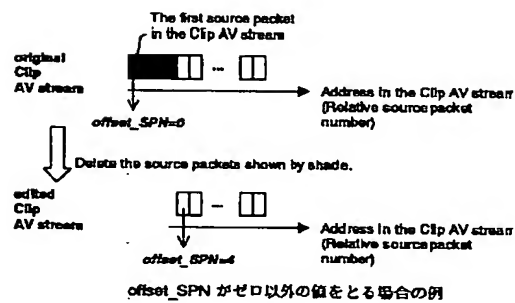 The first source packet
in the Clip AV stream
original
Clip
AV stream
...
Address in the Clip AV stream
(Relative source packet
number)
offset_SPN=0
Delete the source packets shown by shade.
edited
Clip
AV stream
...
Address in the Clip AV stream
(Relative source packet
number)
offset_SPN=4
offset_SPN がゼロ以外の値をとる場合の例